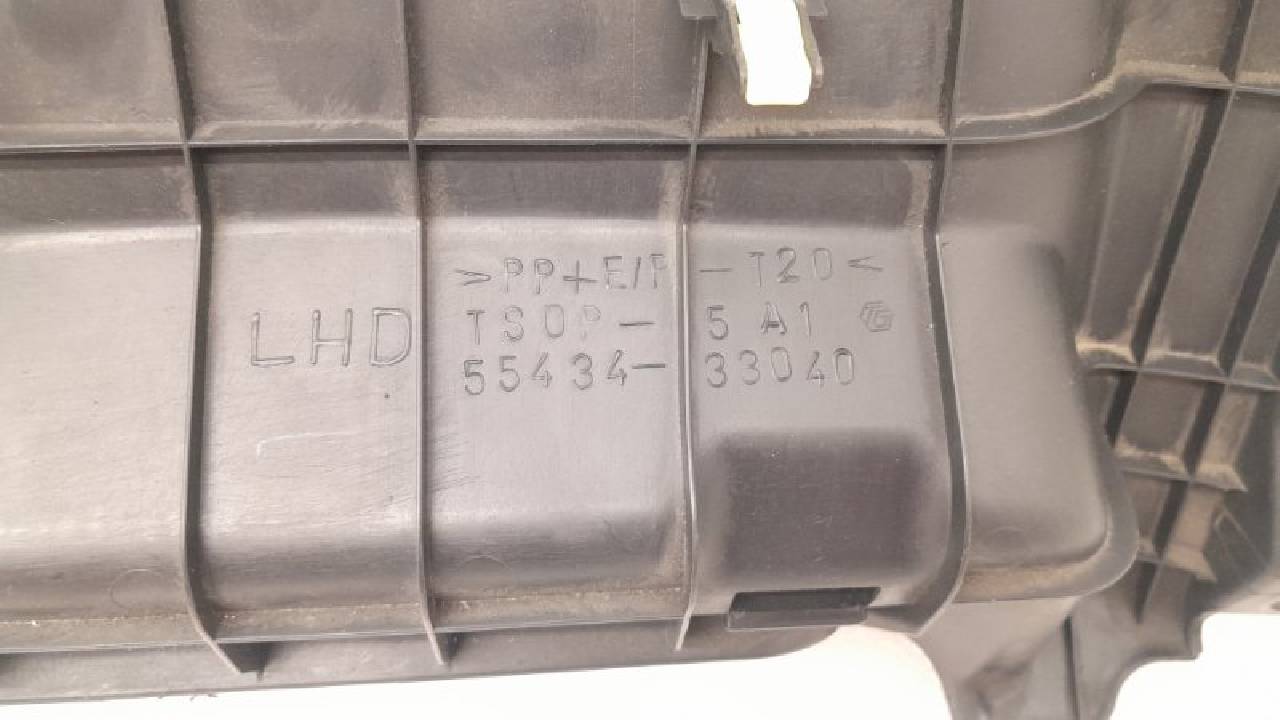 LHD
>PP+E/P-T20<
TSOP-5A1
55434-33040